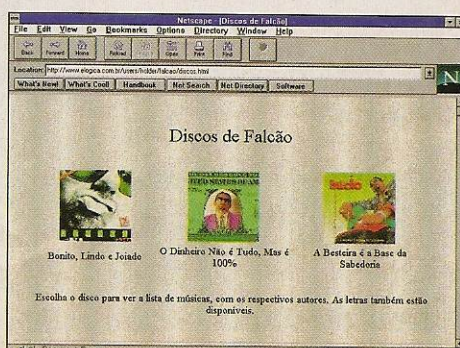 Netscape - [Discos de Falcão]
File Edit View Go Bookmarks Options Directory Window Help
Back Forward Home Reload Open Print Find
Location: http://www.elogica.com.br/users/holder/falcao/discos.html
What's New! What's Cool! Handbook Net Search Net Directory Software
N
Discos de Falcão
Bonito, Lindo e Joiado
O Dinheiro Não é Tudo, Mas é
100%
A Besteira é a Base da
Sabedoria
Escolha o disco para ver a lista de músicas, com os respectivos autores. As letras também estão
disponíveis.